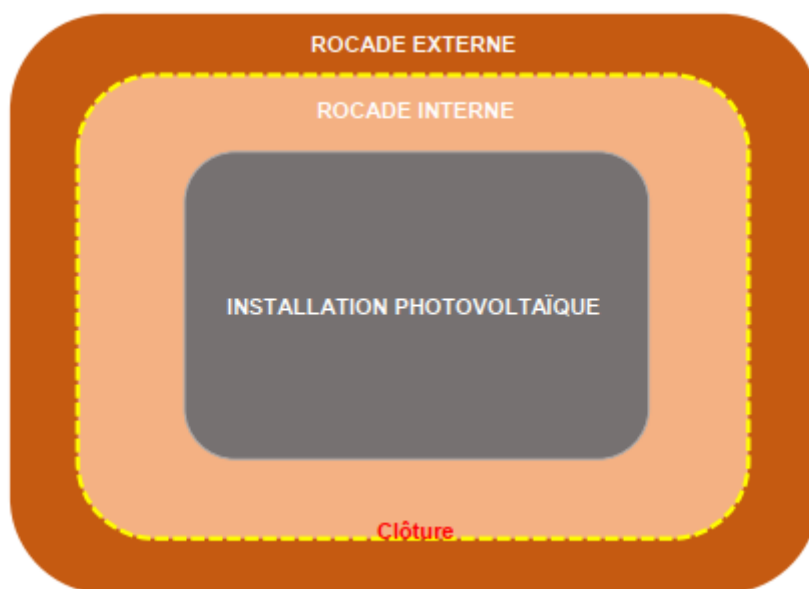 ROCADE EXTERNE
ROCADE INTERNE
INSTALLATION PHOTOVOLTAÏQUE
Clôture